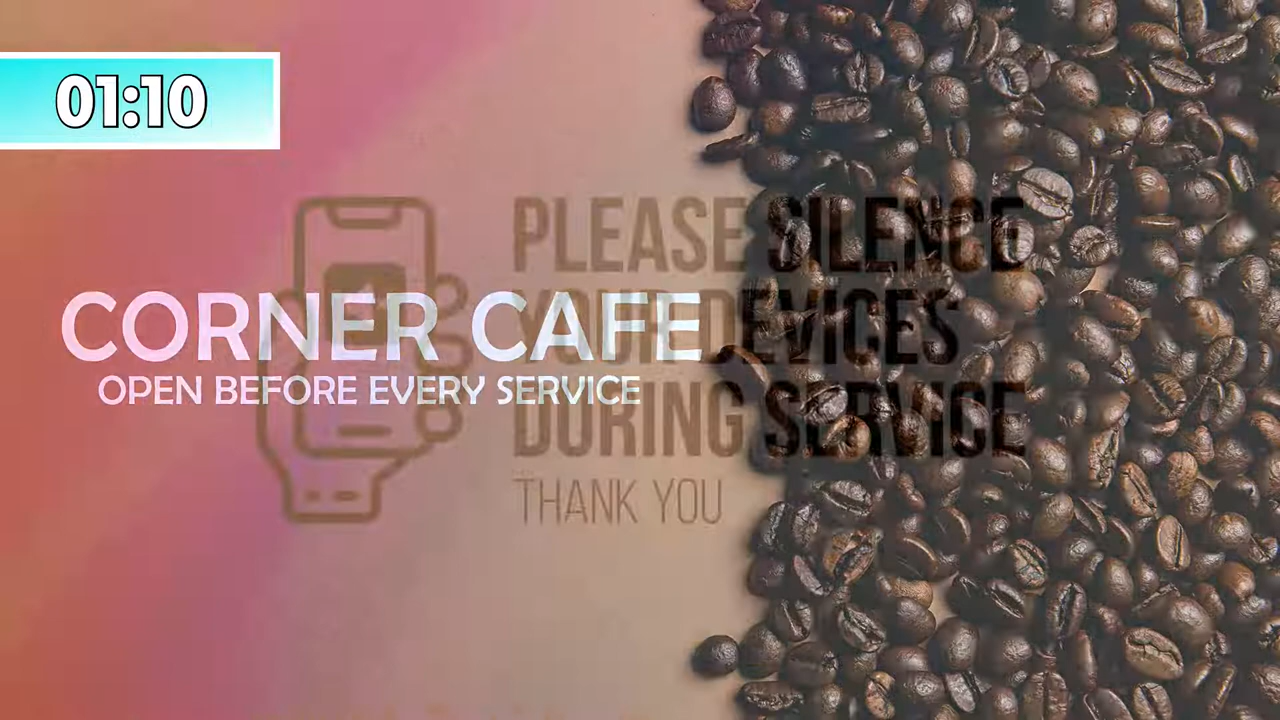 01:10
PLEASE SILENCE
YOUR DEVICES
DURING SERVICE
THANK YOU
CORNER CAFE
OPEN BEFORE EVERY SERVICE